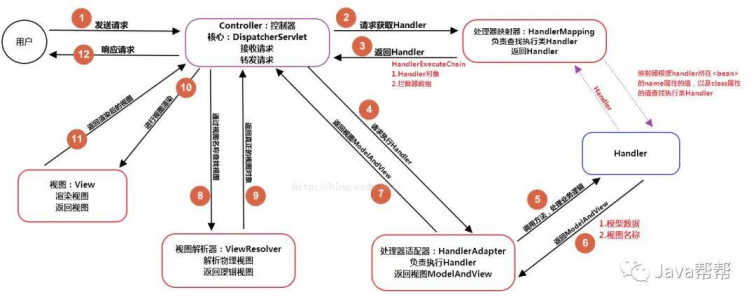 用户
1
发送请求
12
响应请求
Controller：控制器
核心：DispatcherServlet
接收请求
转发请求
2
请求获取Handler
3
返回Handler
HandlerExecuteChain
1.Handler对象
2.拦截器数组
处理器映射器：HandlerMapping
负责查找执行类Handler
返回Handler
映射器根据handler所在<bean>
的name属性的值，以及class属性
的值查找执行类Handler
Handler
Handler
4
请求执行Handler
5
调用方法，处理业务逻辑
6
返回ModelAndView
1.模型数据
2.视图名称
7
返回视图ModelAndView
处理器适配器：HandlerAdapter
负责执行Handler
返回视图ModelAndView
8
通过视图名称查找视图
9
返回真正的视图对象
视图解析器：ViewResolver
解析物理视图
返回逻辑视图
10
进行视图渲染
11
返回渲染后的视图
视图：View
渲染视图
返回视图
Java帮帮